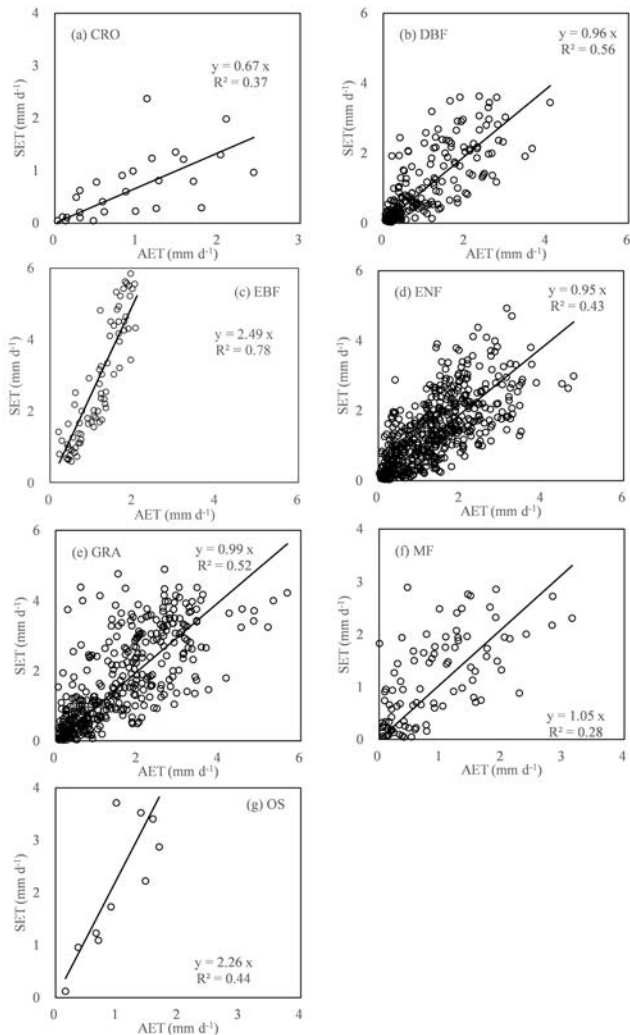 (a) CRO
y = 0.67 x
R² = 0.37
SET (mm d⁻¹)
4
3
2
1
0
0 1 2 3
AET (mm d⁻¹)
(b) DBF
y = 0.96 x
R² = 0.56
SET(mm d⁻¹)
6
4
2
0
0 2 4 6
AET (mm d⁻¹)
(c) EBF
y = 2.49 x
R² = 0.78
SET (mm d⁻¹)
6
4
2
0
0 2 4 6
AET (mm d⁻¹)
(d) ENF
y = 0.95 x
R² = 0.43
SET (mm d⁻¹)
6
4
2
0
0 2 4 6
AET (mm d⁻¹)
(e) GRA
y = 0.99 x
R² = 0.52
SET (mm d⁻¹)
6
4
2
0
0 2 4 6
AET (mm d⁻¹)
(f) MF
y = 1.05 x
R² = 0.28
SET (mm d⁻¹)
4
3
2
1
0
0 1 2 3 4
AET (mm d⁻¹)
(g) OS
y = 2.26 x
R² = 0.44
SET (mm d⁻¹)
4
3
2
1
0
0 1 2 3 4
AET (mm d⁻¹)